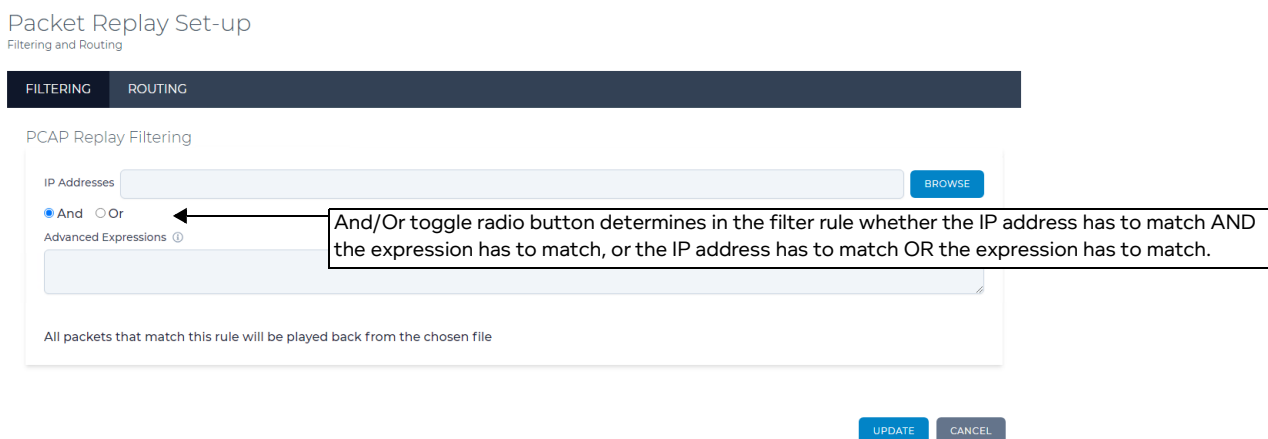 Packet Replay Set-up
Filtering and Routing
FILTERING ROUTING
PCAP Replay Filtering
IP Addresses BROWSE
And Or
And/Or toggle radio button determines in the filter rule whether the IP address has to match AND
the expression has to match, or the IP address has to match OR the expression has to match.
Advanced Expressions
All packets that match this rule will be played back from the chosen file
UPDATE CANCEL